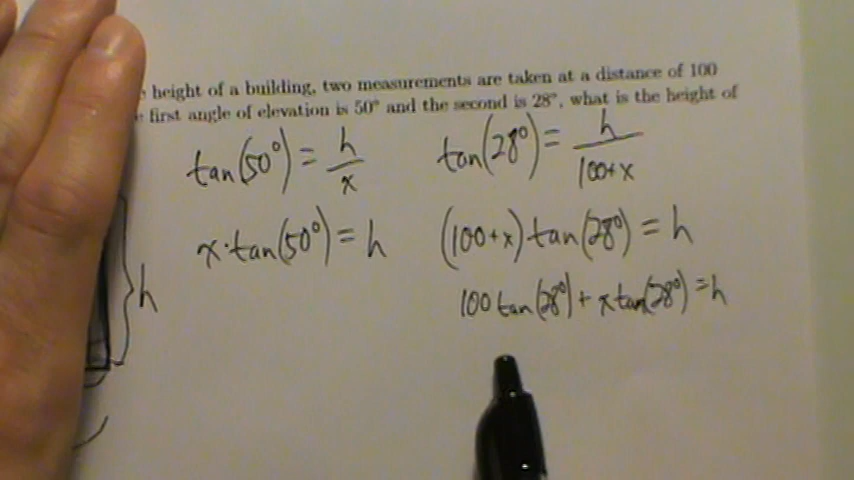 height of a building, two measurements are taken at a distance of 100
first angle of elevation is 50° and the second is 28°, what is the height of
tan(50°) = h/x
tan(28°) = h/100+x
x·tan(50°) = h
(100+x)tan(28°) = h
100tan(28°) + x tan(28°) = h
h